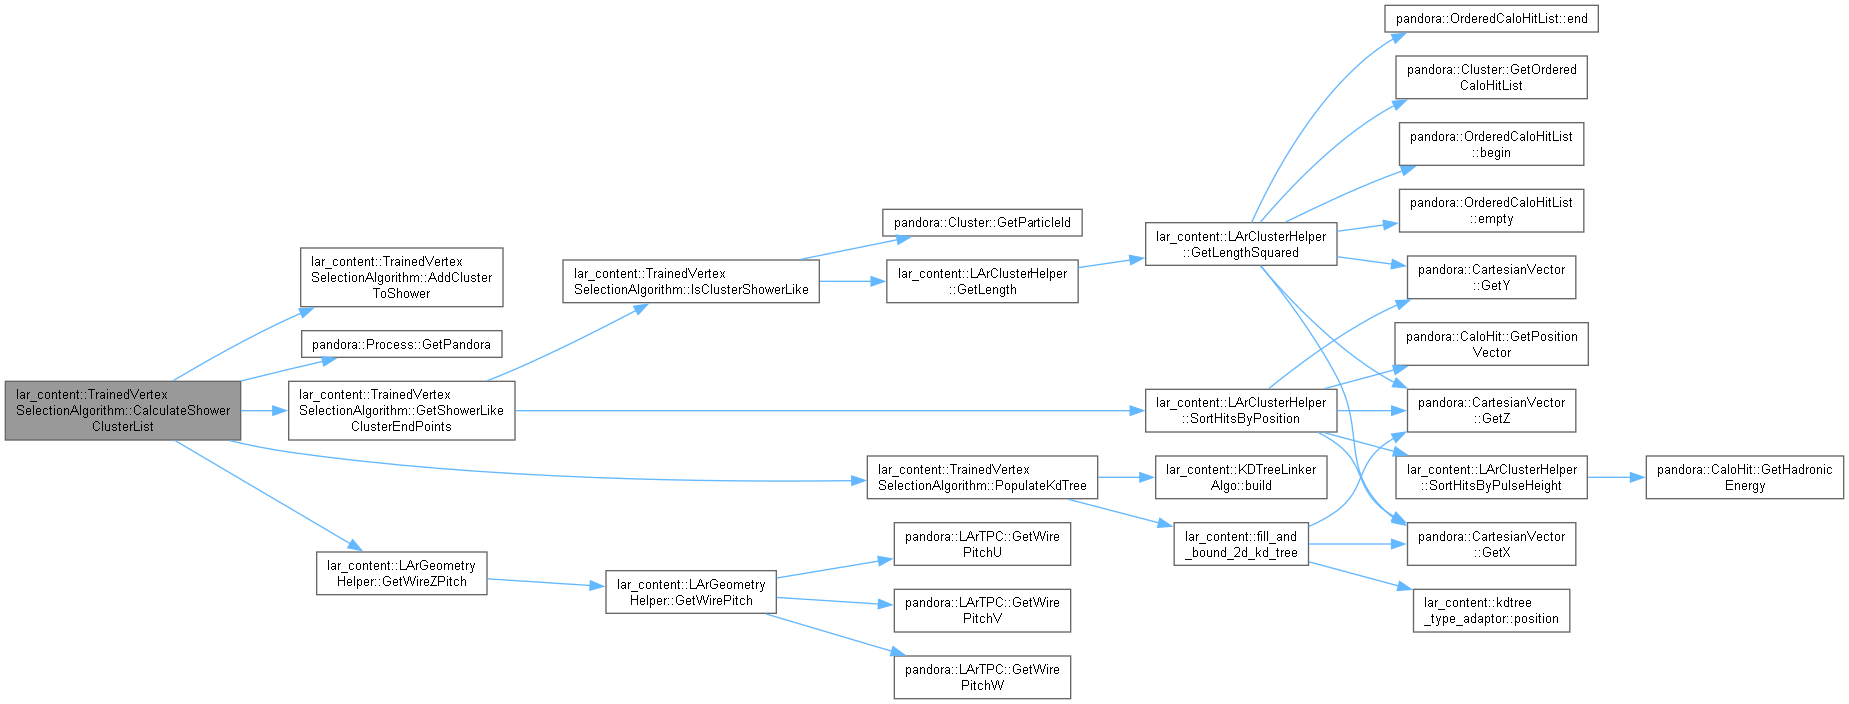 lar_content::TrainedVertex
SelectionAlgorithm::CalculateShower
ClusterList
lar_content::TrainedVertex
SelectionAlgorithm::AddCluster
ToShower
pandora::Process::GetPandora
lar_content::TrainedVertex
SelectionAlgorithm::GetShowerLike
ClusterEndPoints
lar_content::LArGeometry
Helper::GetWireZPitch
lar_content::TrainedVertex
SelectionAlgorithm::IsClusterShowerLike
lar_content::LArGeometry
Helper::GetWirePitch
pandora::Cluster::GetParticleId
lar_content::LArClusterHelper
::GetLength
lar_content::TrainedVertex
SelectionAlgorithm::PopulateKdTree
pandora::LArTPC::GetWire
PitchU
pandora::LArTPC::GetWire
PitchV
pandora::LArTPC::GetWire
PitchW
lar_content::LArClusterHelper
::GetLengthSquared
lar_content::LArClusterHelper
::SortHitsByPosition
lar_content::KDTreeLinker
Algo::build
lar_content::fill_and
_bound_2d_kd_tree
pandora::OrderedCaloHitList::end
pandora::Cluster::GetOrdered
CaloHitList
pandora::OrderedCaloHitList
::begin
pandora::OrderedCaloHitList
::empty
pandora::CartesianVector
::GetY
pandora::CaloHit::GetPosition
Vector
pandora::CartesianVector
::GetZ
lar_content::LArClusterHelper
::SortHitsByPulseHeight
pandora::CartesianVector
::GetX
lar_content::kdtree
_type_adaptor::position
pandora::CaloHit::GetHadronic
Energy